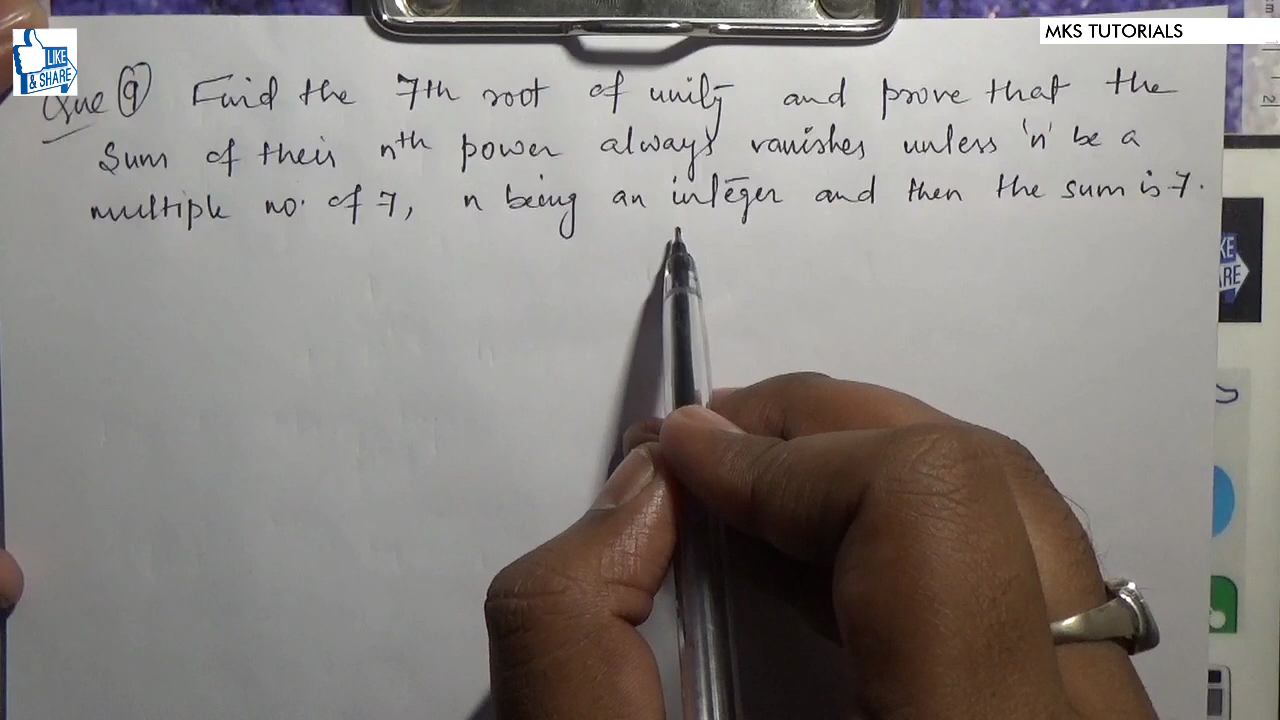 MKS TUTORIALS
LIKE
& SHARE
Que 9 Find the 7th root of unity and prove that the
Sum of their nth power always vanishes unless 'n' be a
multiple no. of 7, n being an integer and then the sum is 7.